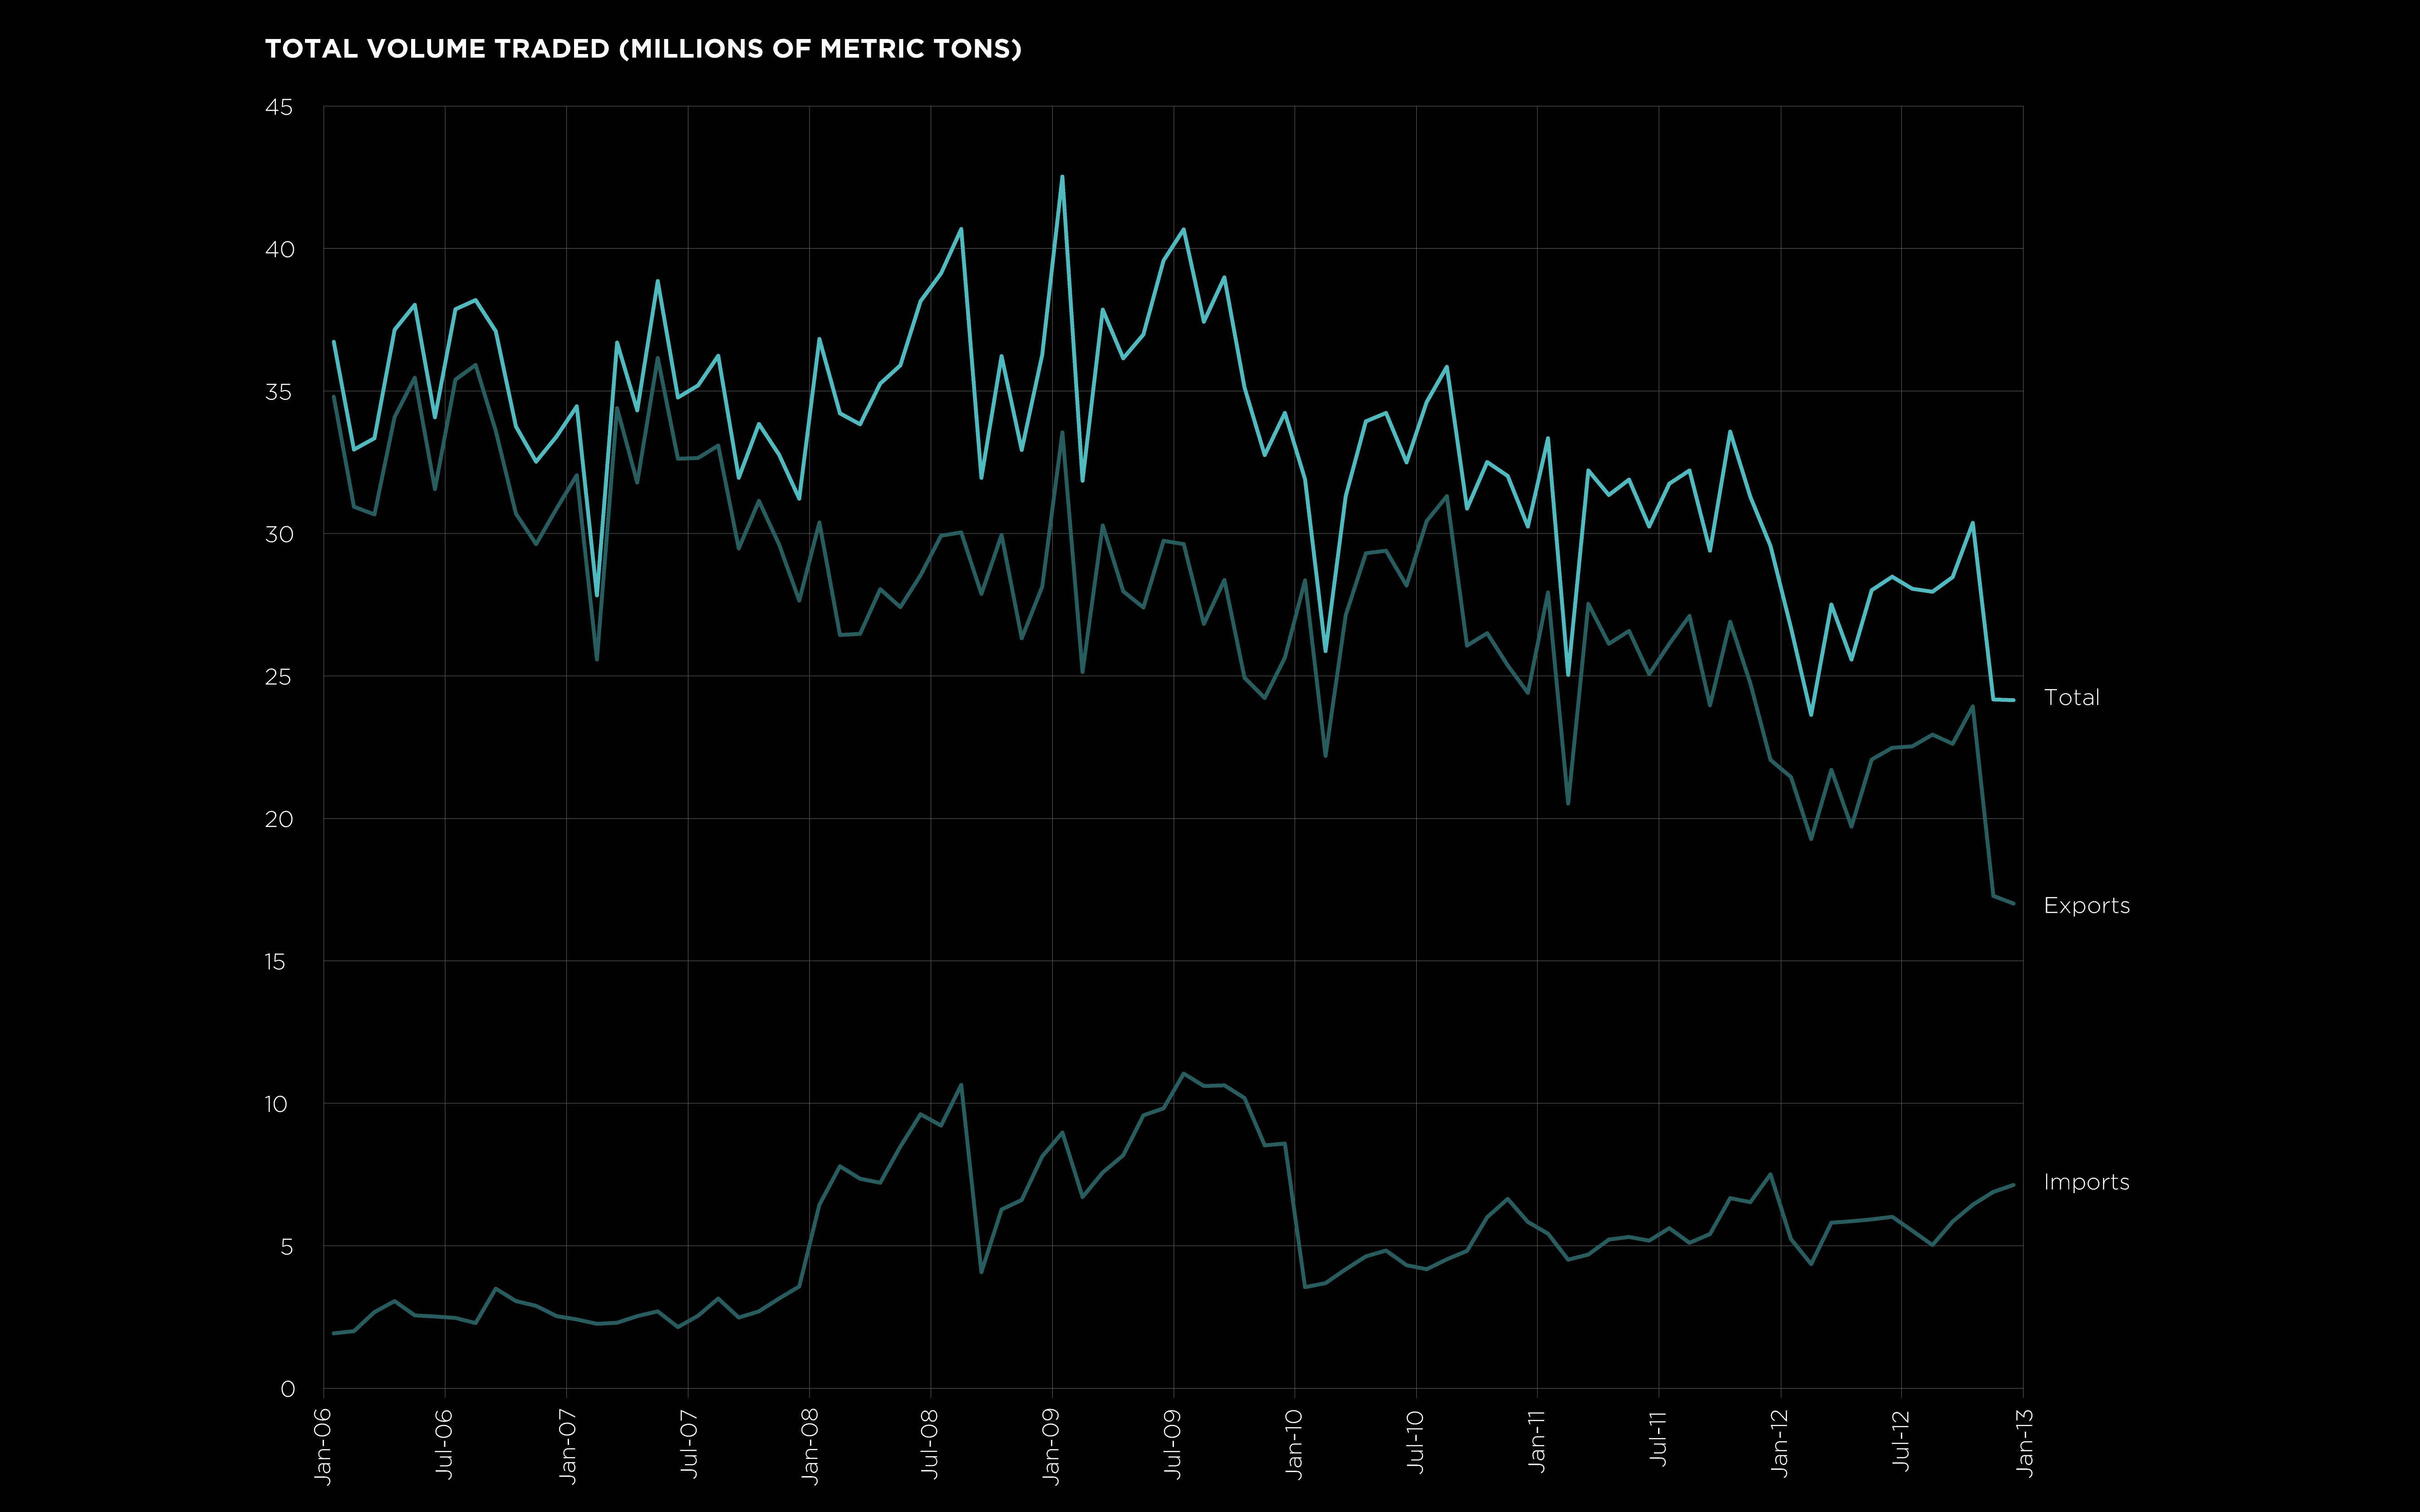 TOTAL VOLUME TRADED (MILLIONS OF METRIC TONS)
45
40
35
30
25
20
15
10
5
0
Total
Exports
Imports
Jan-06
Jul-06
Jan-07
Jul-07
Jan-08
Jul-08
Jan-09
Jul-09
Jan-10
Jul-10
Jan-11
Jul-11
Jan-12
Jul-12
Jan-13